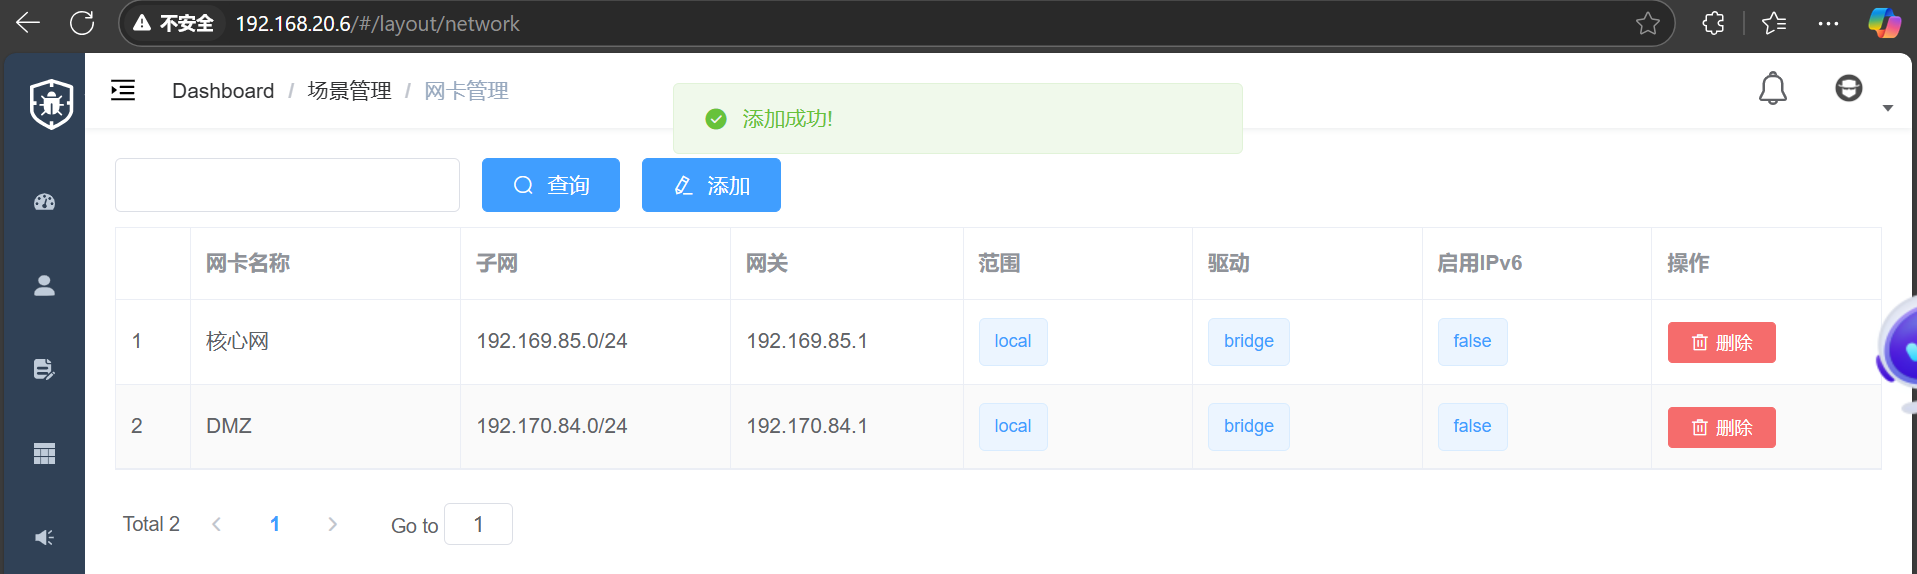 不安全 192.168.20.6/#/layout/network
Dashboard / 场景管理 / 网卡管理
添加成功!
查询 添加
网卡名称 子网 网关 范围 驱动 启用IPv6 操作
1 核心网 192.169.85.0/24 192.169.85.1 local bridge false 删除
2 DMZ 192.170.84.0/24 192.170.84.1 local bridge false 删除
Total 2 1 Go to 1